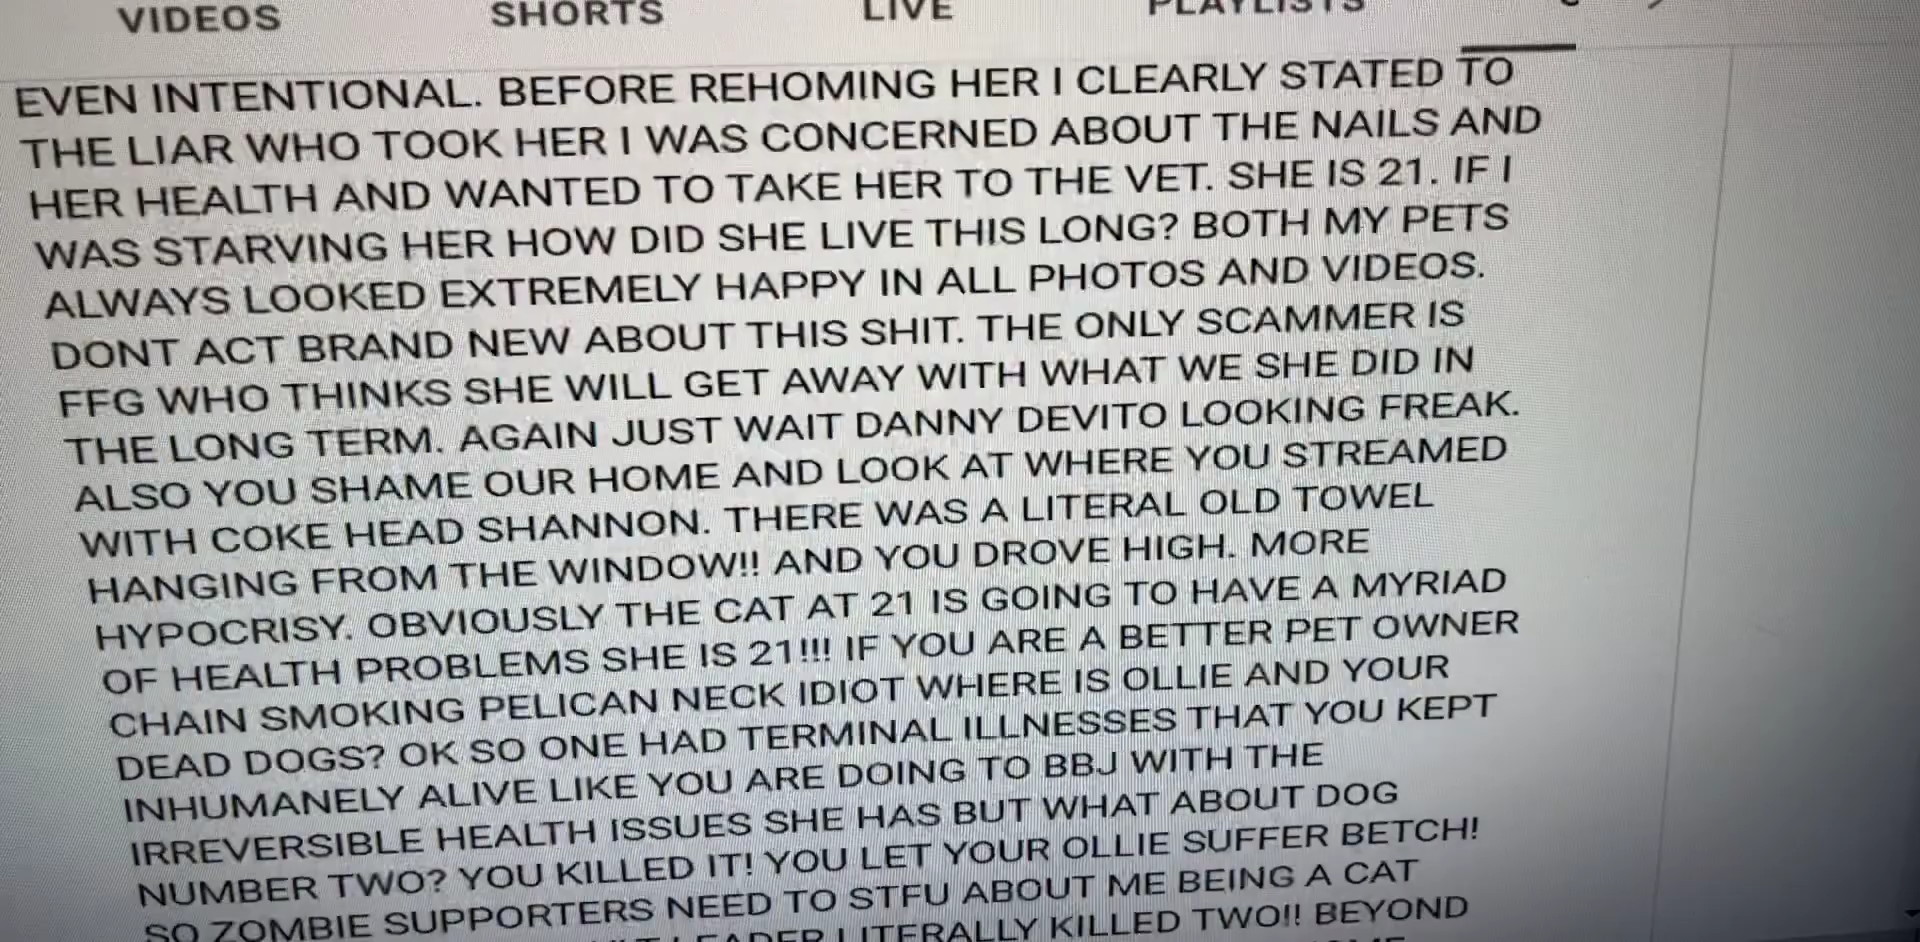 VIDEOS SHORTS LIVE PLAYLISTS
EVEN INTENTIONAL. BEFORE REHOMING HER I CLEARLY STATED TO
THE LIAR WHO TOOK HER I WAS CONCERNED ABOUT THE NAILS AND
HER HEALTH AND WANTED TO TAKE HER TO THE VET. SHE IS 21. IF I
WAS STARVING HER HOW DID SHE LIVE THIS LONG? BOTH MY PETS
ALWAYS LOOKED EXTREMELY HAPPY IN ALL PHOTOS AND VIDEOS.
DONT ACT BRAND NEW ABOUT THIS SHIT. THE ONLY SCAMMER IS
FFG WHO THINKS SHE WILL GET AWAY WITH WHAT WE SHE DID IN
THE LONG TERM. AGAIN JUST WAIT DANNY DEVITO LOOKING FREAK.
ALSO YOU SHAME OUR HOME AND LOOK AT WHERE YOU STREAMED
WITH COKE HEAD SHANNON. THERE WAS A LITERAL OLD TOWEL
HANGING FROM THE WINDOW!! AND YOU DROVE HIGH. MORE
HYPOCRISY. OBVIOUSLY THE CAT AT 21 IS GOING TO HAVE A MYRIAD
OF HEALTH PROBLEMS SHE IS 21!!! IF YOU ARE A BETTER PET OWNER
CHAIN SMOKING PELICAN NECK IDIOT WHERE IS OLLIE AND YOUR
DEAD DOGS? OK SO ONE HAD TERMINAL ILLNESSES THAT YOU KEPT
INHUMANELY ALIVE LIKE YOU ARE DOING TO BBJ WITH THE
IRREVERSIBLE HEALTH ISSUES SHE HAS BUT WHAT ABOUT DOG
NUMBER TWO? YOU KILLED IT! YOU LET YOUR OLLIE SUFFER BETCH!
SO ZOMBIE SUPPORTERS NEED TO STFU ABOUT ME BEING A CAT
LEADER LITERALLY KILLED TWO!! BEYOND